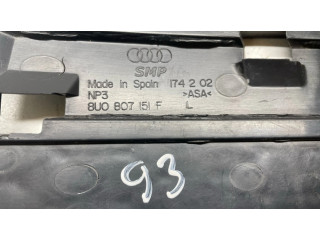 SMP
Made in Spain 174 2 02
NP3 >ASA<
8U0 807 151 F L
93